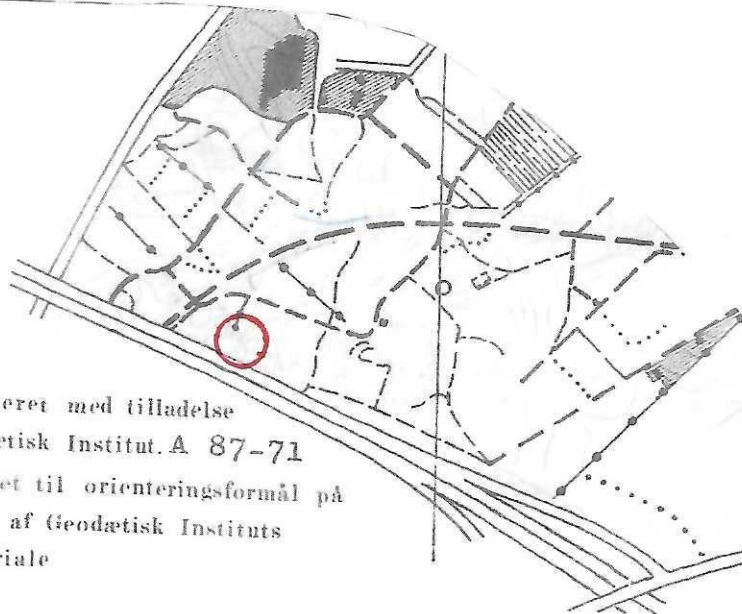 eret med tilladelse
etisk Institut. A 87-71
et til orienteringsformål på
af Geodætisk Instituts
riale